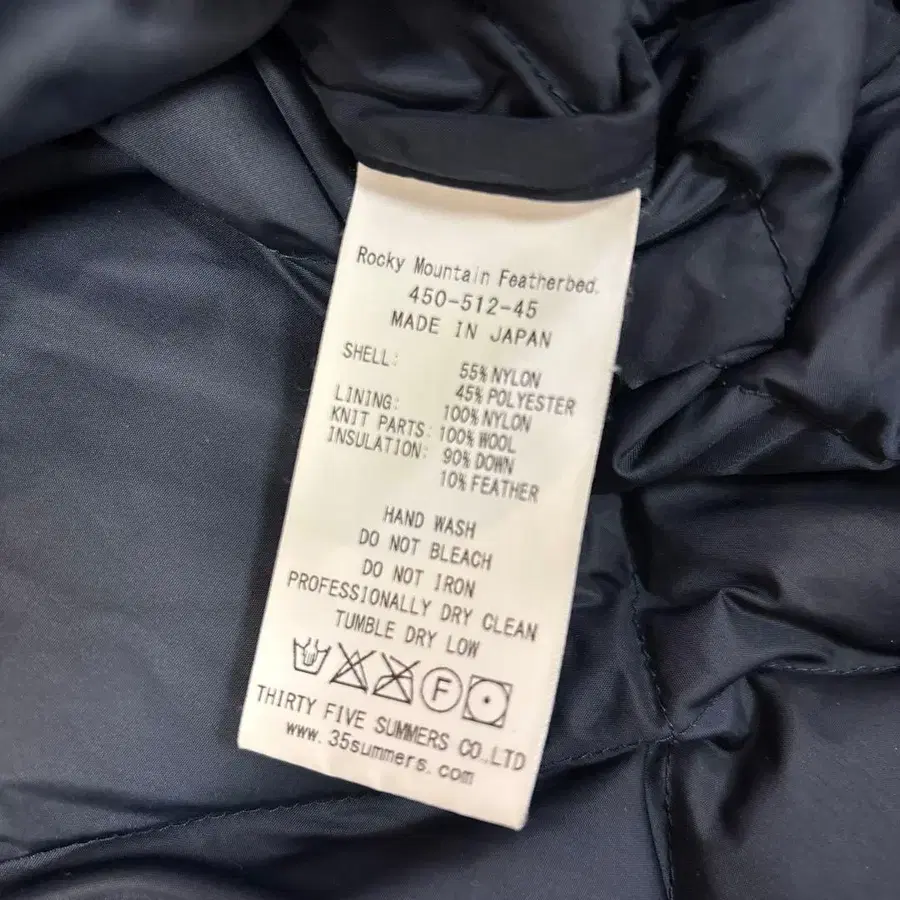 Rocky Mountain Featherbed.
450-512-45
MADE IN JAPAN
SHELL: 55% NYLON
45% POLYESTER
LINING: 100% NYLON
KNIT PARTS: 100% WOOL
INSULATION: 90% DOWN
10% FEATHER
HAND WASH
DO NOT BLEACH
DO NOT IRON
PROFESSIONALLY DRY CLEAN
TUMBLE DRY LOW
F
THIRTY FIVE SUMMERS CO.,LTD
www.35summers.com